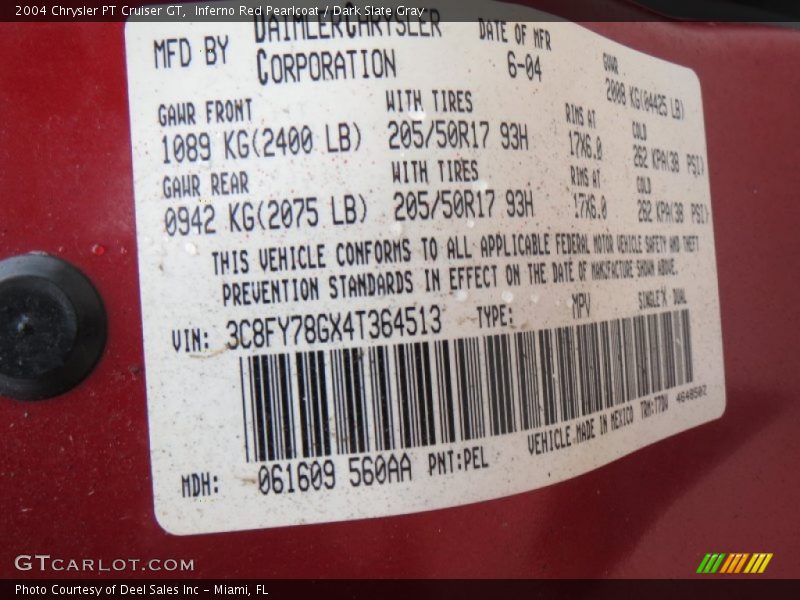 2004 Chrysler PT Cruiser GT, Inferno Red Pearlcoat / Dark Slate Gray
MFD BY DAIMLERCHRYSLER CORPORATION
DATE OF MFR 6-04
GVWR 2008 KG(04425 LB)
GAWR FRONT WITH TIRES RIMS AT COLD
1089 KG(2400 LB) 205/50R17 93H 17X6.0 262 KPA(38 PSI)
GAWR REAR WITH TIRES RIMS AT COLD
0942 KG(2075 LB) 205/50R17 93H 17X6.0 262 KPA(38 PSI)
THIS VEHICLE CONFORMS TO ALL APPLICABLE FEDERAL MOTOR VEHICLE SAFETY AND THEFT
PREVENTION STANDARDS IN EFFECT ON THE DATE OF MANUFACTURE SHOWN ABOVE.
VIN: 3C8FY78GX4T364513 TYPE: MPV SINGLE X DUAL
VEHICLE MADE IN MEXICO TRM:T7DV 4648502
MDH: 061609 560AA PNT:PEL
GTCARLOT.COM
Photo Courtesy of Deel Sales Inc - Miami, FL